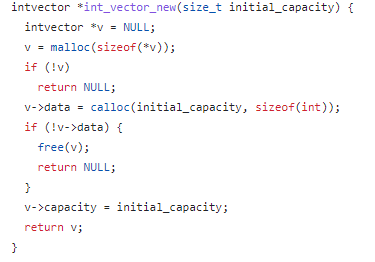 intvector *int_vector_new(size_t initial_capacity) {
  intvector *v = NULL;
  v = malloc(sizeof(*v));
  if (!v)
    return NULL;
  v->data = calloc(initial_capacity, sizeof(int));
  if (!v->data) {
    free(v);
    return NULL;
  }
  v->capacity = initial_capacity;
  return v;
}